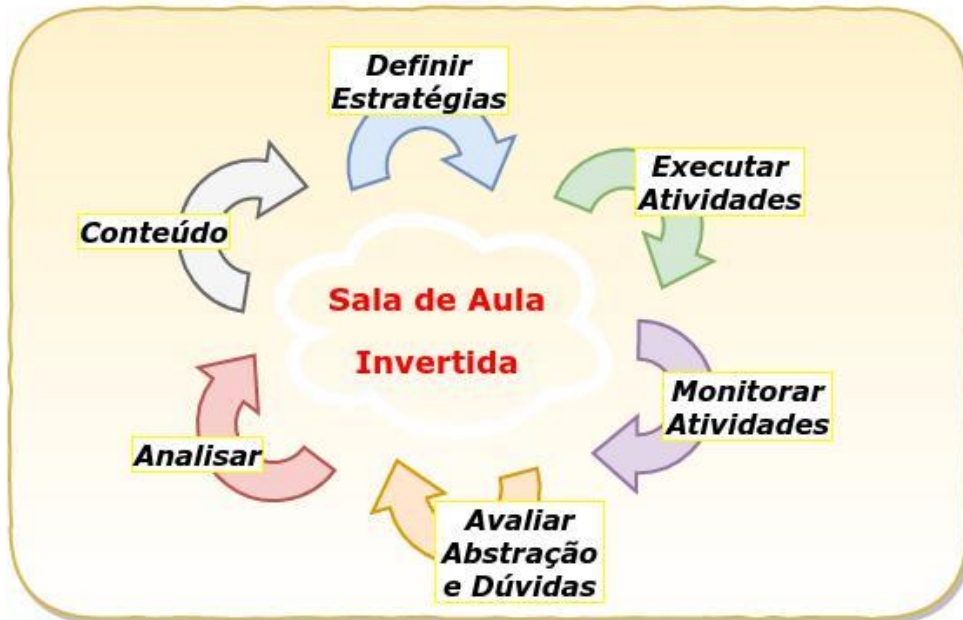 Definir
Estratégias
Executar
Atividades
Conteúdo
Sala de Aula
Invertida
Monitorar
Atividades
Analisar
Avaliar
Abstração
e Dúvidas